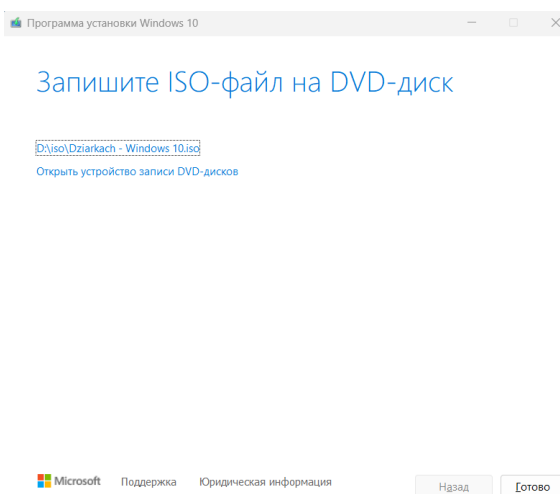 Программа установки Windows 10
Запишите ISO-файл на DVD-диск
D:\iso\Dziarkach - Windows 10.iso
Открыть устройство записи DVD-дисков
Microsoft Поддержка Юридическая информация Назад Готово